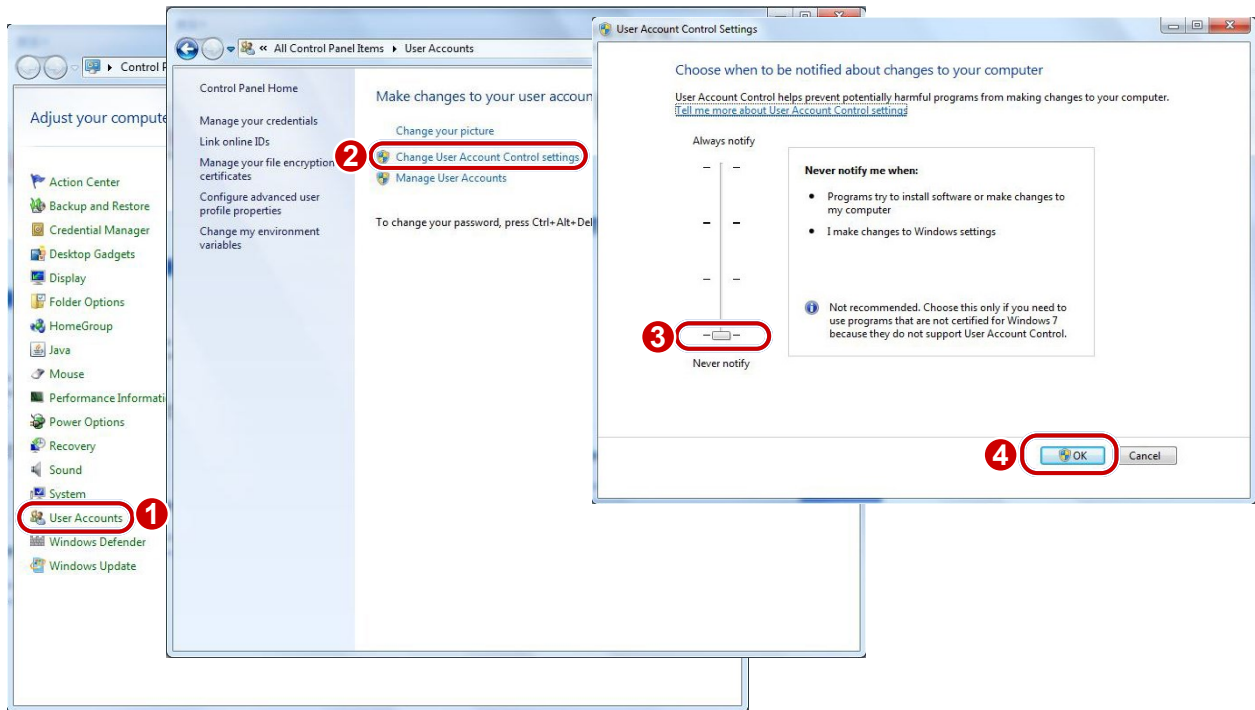 Control P
Adjust your compute
Action Center
Backup and Restore
Credential Manager
Desktop Gadgets
Display
Folder Options
HomeGroup
Java
Mouse
Performance Informati
Power Options
Recovery
Sound
System
User Accounts
1
Windows Defender
Windows Update
« All Control Panel Items ▸ User Accounts
Control Panel Home
Manage your credentials
Link online IDs
Manage your file encryption
certificates
Configure advanced user
profile properties
Change my environment
variables
Make changes to your user accoun
Change your picture
2
Change User Account Control settings
Manage User Accounts
To change your password, press Ctrl+Alt+Del
User Account Control Settings
Choose when to be notified about changes to your computer
User Account Control helps prevent potentially harmful programs from making changes to your computer.
Tell me more about User Account Control settings
Always notify
Never notify me when:
• Programs try to install software or make changes to
my computer
• I make changes to Windows settings
Not recommended. Choose this only if you need to
use programs that are not certified for Windows 7
because they do not support User Account Control.
3
Never notify
4
OK
Cancel